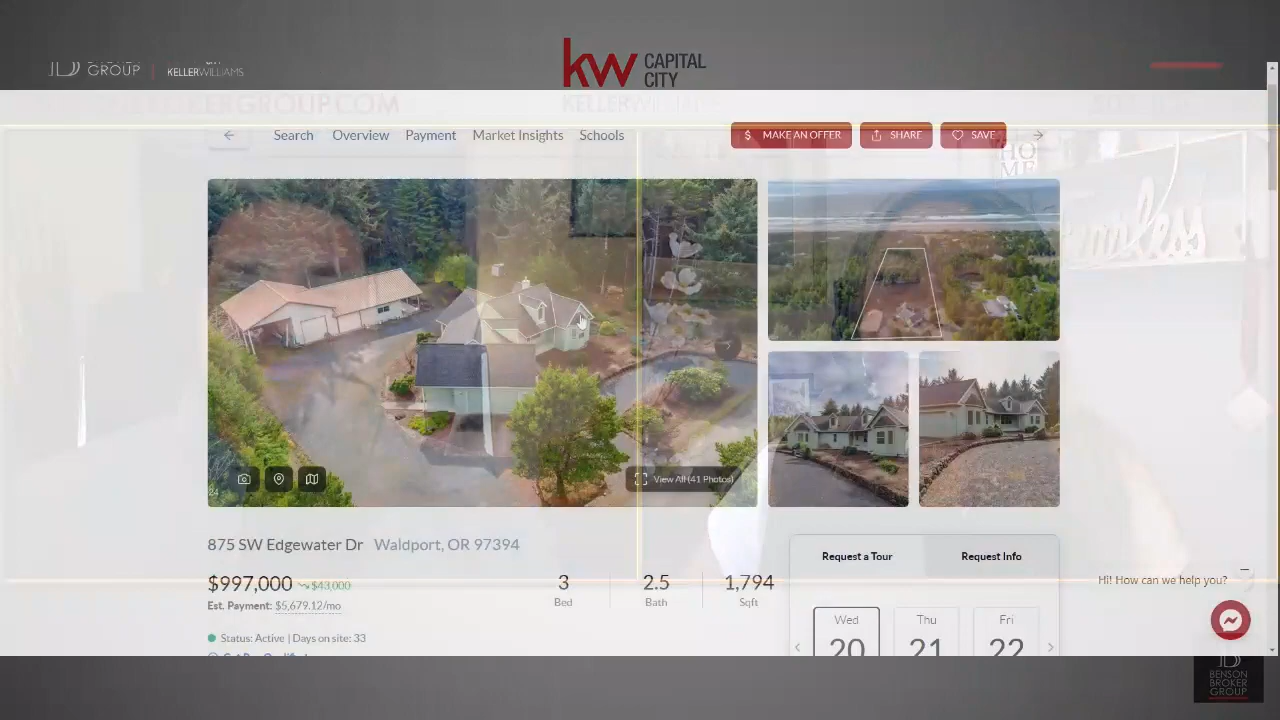 kw CAPITAL
CITY
GROUP | KELLERWILLIAMS
Search Overview Payment Market Insights Schools
$ MAKE AN OFFER SHARE SAVE
HO
ME
View All (41 Photos)
24
875 SW Edgewater Dr Waldport, OR 97394
$997,000 $43,000
3 2.5 1,794
Bed Bath Sqft
Est. Payment: $5,679.12/mo
Status: Active | Days on site: 33
Request a Tour Request Info
Wed Thu Fri
20 21 22
Hi! How can we help you?
BENSON
BROKER
GROUP